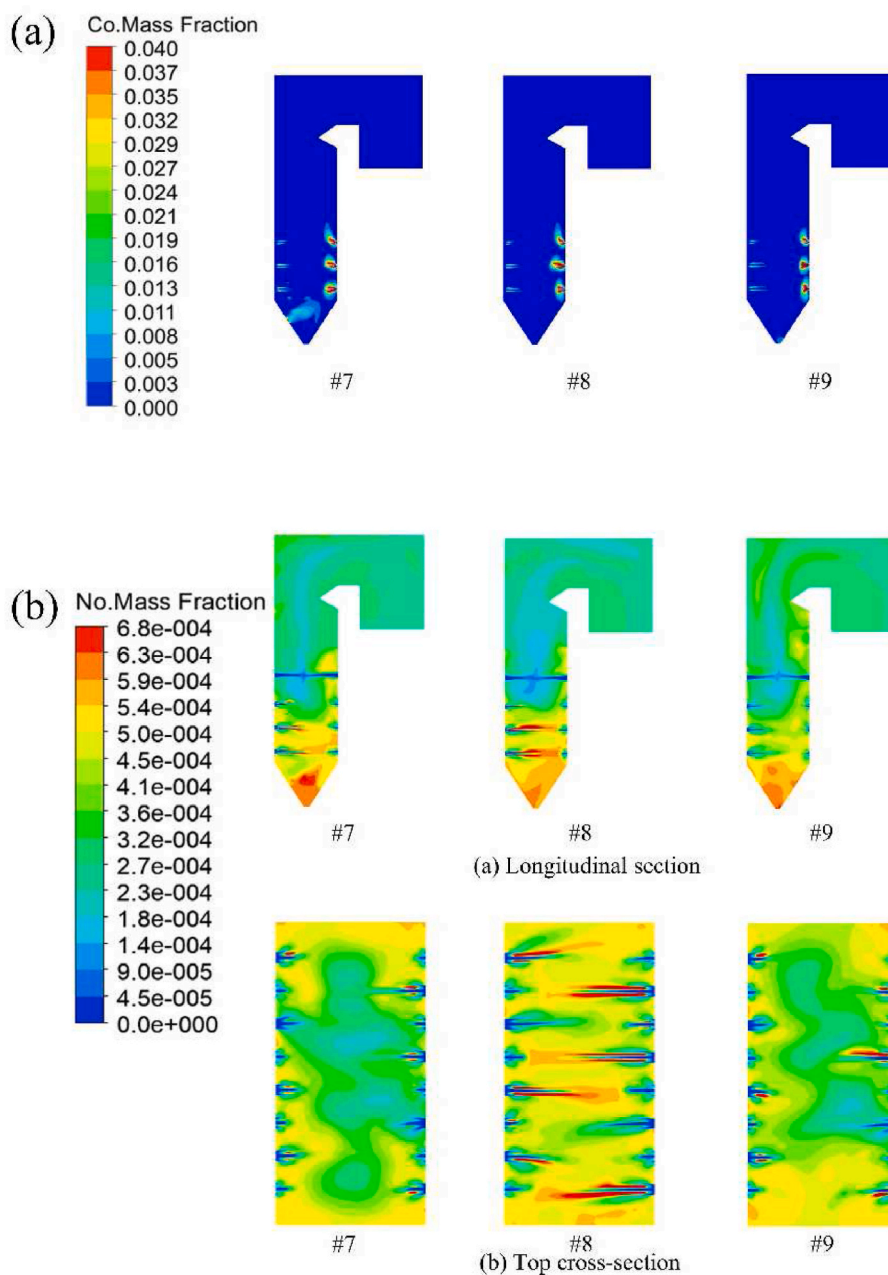 (a)
Co.Mass Fraction
0.040
0.037
0.035
0.032
0.029
0.027
0.024
0.021
0.019
0.016
0.013
0.011
0.008
0.005
0.003
0.000
#7 #8 #9
(b)
No.Mass Fraction
6.8e-004
6.3e-004
5.9e-004
5.4e-004
5.0e-004
4.5e-004
4.1e-004
3.6e-004
3.2e-004
2.7e-004
2.3e-004
1.8e-004
1.4e-004
9.0e-005
4.5e-005
0.0e+000
#7 #8 #9
(a) Longitudinal section
#7 #8 #9
(b) Top cross-section